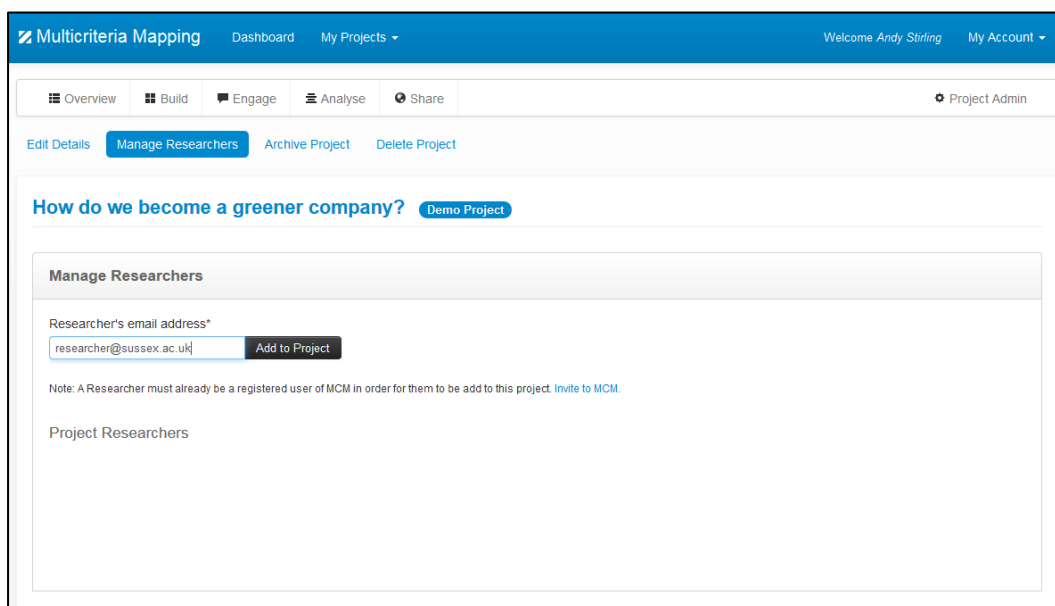 Multicriteria Mapping Dashboard My Projects Welcome Andy Stirling My Account
Overview Build Engage Analyse Share Project Admin
Edit Details Manage Researchers Archive Project Delete Project
How do we become a greener company? Demo Project
Manage Researchers
Researcher's email address*
researcher@sussex.ac.uk Add to Project
Note: A Researcher must already be a registered user of MCM in order for them to be add to this project. Invite to MCM.
Project Researchers